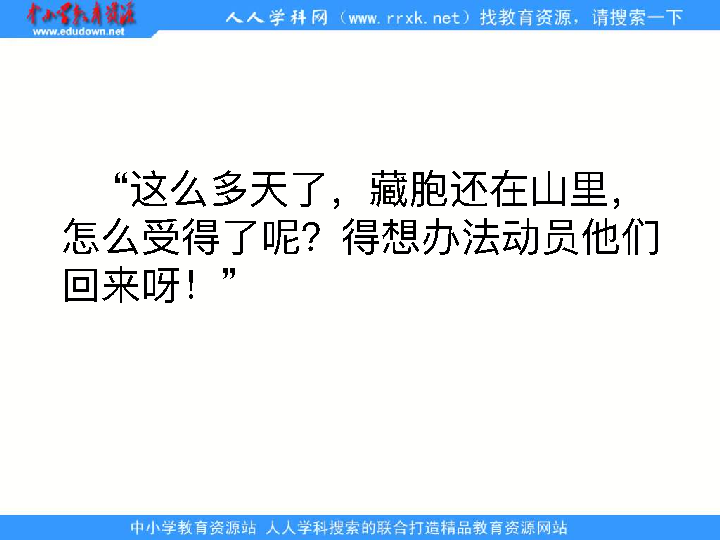 中小学教育资源
www.edudown.net
人人学科网（www.rrxk.net）找教育资源，请搜索一下
“这么多天了，藏胞还在山里，
怎么受得了呢？得想办法动员他们
回来呀！”
中小学教育资源站 人人学科搜索的联合打造精品教育资源网站